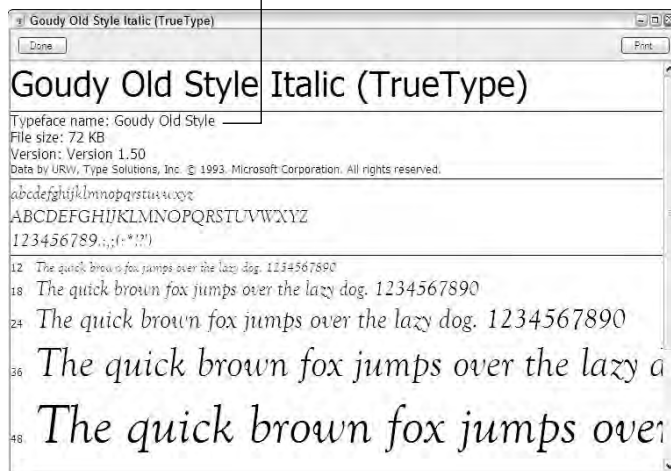 Goudy Old Style Italic (TrueType)
Done Print
Goudy Old Style Italic (TrueType)
Typeface name: Goudy Old Style
File size: 72 KB
Version: Version 1.50
Data by URW, Type Solutions, Inc. © 1993. Microsoft Corporation. All rights reserved.
abcdefghijklmnopqrstuvwxyz
ABCDEFGHIJKLMNOPQRSTUVWXYZ
123456789.:,;(:*!?')
12 The quick brown fox jumps over the lazy dog. 1234567890
18 The quick brown fox jumps over the lazy dog. 1234567890
24 The quick brown fox jumps over the lazy dog. 1234567890
36 The quick brown fox jumps over the lazy d
48 The quick brown fox jumps over